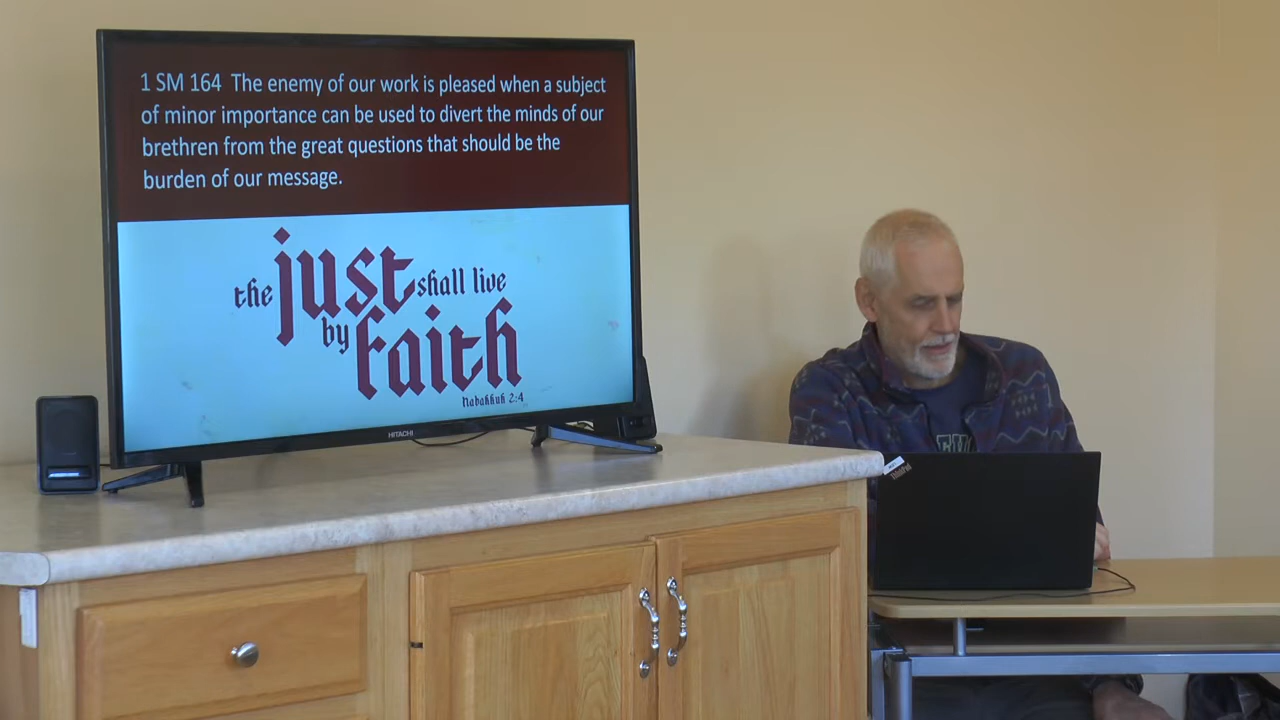 1 SM 164 The enemy of our work is pleased when a subject
of minor importance can be used to divert the minds of our
brethren from the great questions that should be the
burden of our message.
the just shall live
by faith
Habakkuk 2:4
HITACHI
ThinkPad